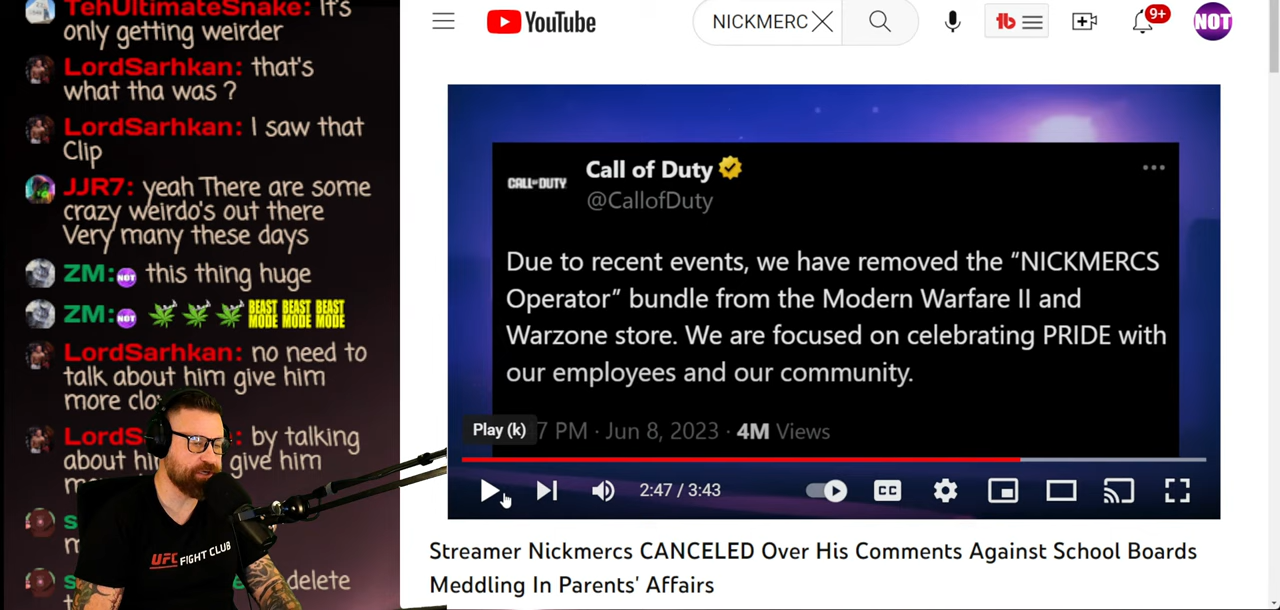 TehUltimateSnake: It's
only getting weirder
LordSarhkan: that's
what tha was ?
LordSarhkan: I saw that
Clip
JJR7: yeah There are some
crazy weirdo's out there
Very many these days
ZM: NOT this thing huge
ZM: NOT BEAST MODE BEAST MODE BEAST MODE
LordSarhkan: no need to
talk about him give him
more
by talking
about
give him
delete
UFC FIGHT CLUB
YouTube
NICKMERC
9+
NOT
CALL OF DUTY
Call of Duty
@CallofDuty
Due to recent events, we have removed the “NICKMERCS
Operator” bundle from the Modern Warfare II and
Warzone store. We are focused on celebrating PRIDE with
our employees and our community.
Play (k)
7 PM · Jun 8, 2023 · 4M Views
2:47 / 3:43
CC
Streamer Nickmercs CANCELED Over His Comments Against School Boards
Meddling In Parents' Affairs